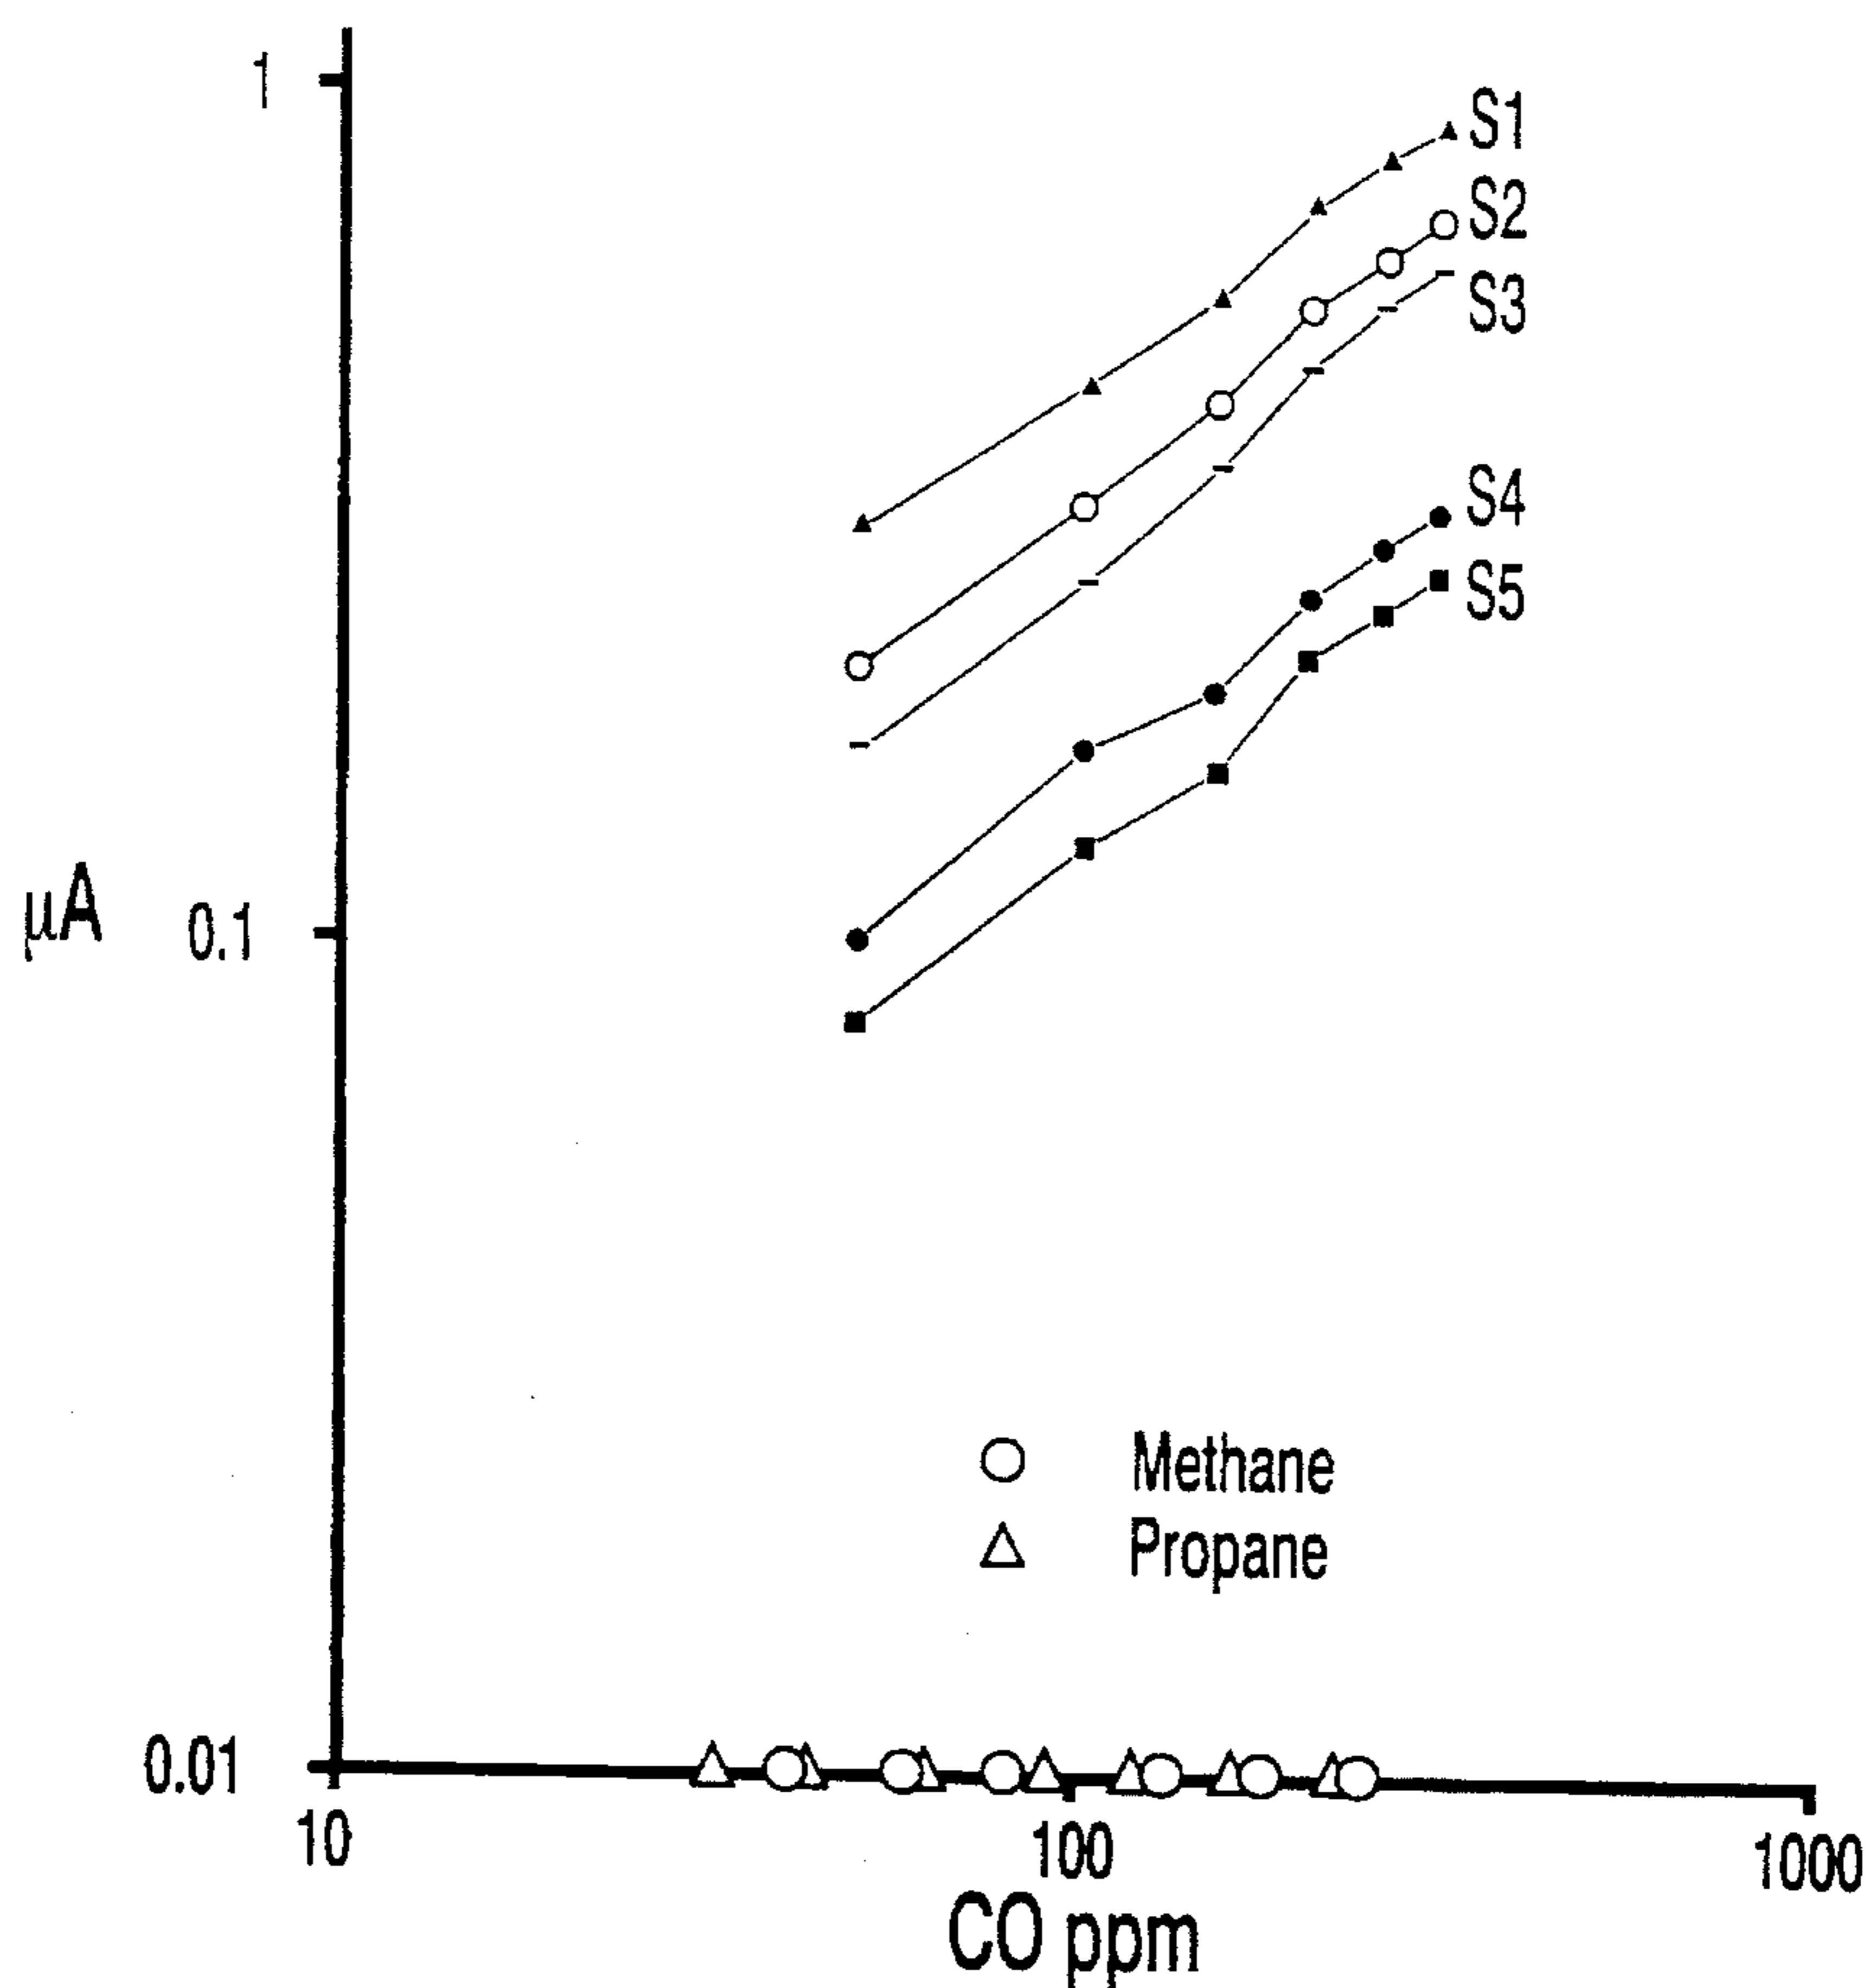 1
S1
S2
S3
S4
S5
µA
0.1
Methane
Propane
0.01
10
100
1000
CO ppm